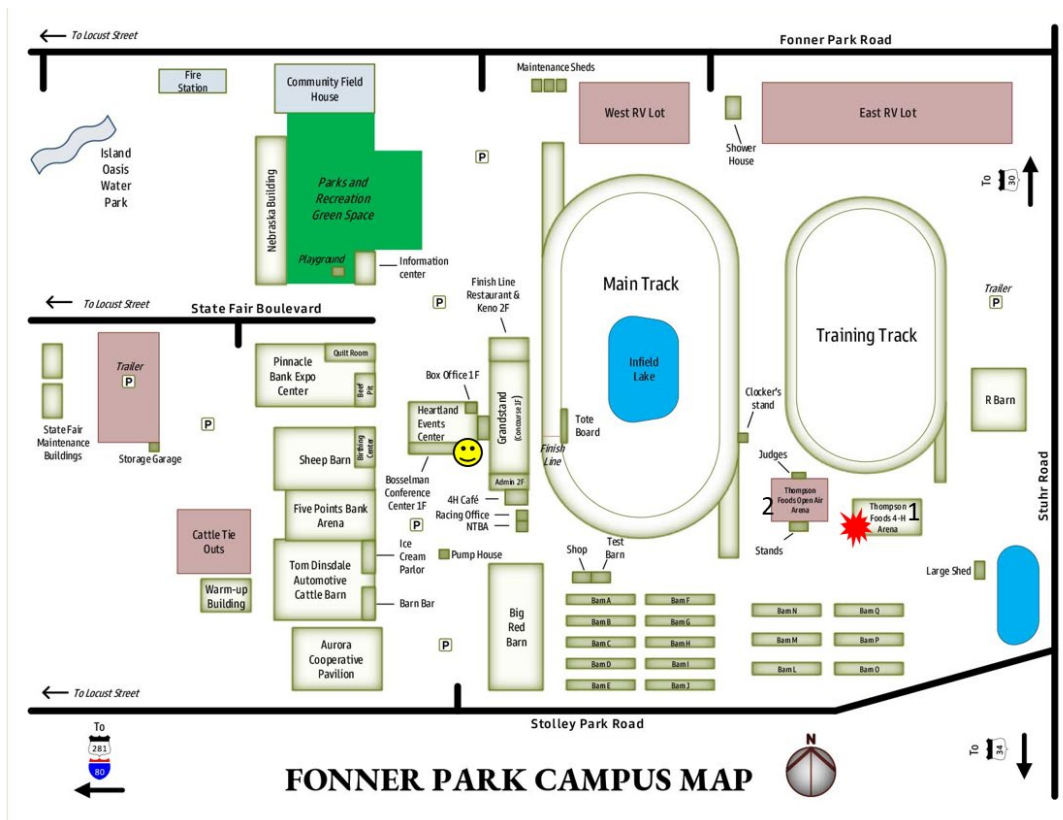 To Locust Street
Fonner Park Road
Fire
Station
Community Field
House
Maintenance Sheds
West RV Lot
East RV Lot
Shower
House
Island
Oasis
Water
Park
P
Nebraska Building
Parks and
Recreation
Green Space
Playground
Information
center
To
30
To Locust Street
State Fair Boulevard
P
Finish Line
Restaurant &
Keno 2F
Main Track
Training Track
Trailer
P
Trailer
P
State Fair
Maintenance
Buildings
Storage Garage
P
Pinnacle
Bank Expo
Center
Quilt Room
Beef
Pit
Box Office 1F
Heartland
Events
Center
Grandstand
(Concourse 1F)
Infield
Lake
Tote
Board
Finish
Line
Clocker's
stand
R Barn
Stuhr Road
Sheep Barn
Birthing
Center
Bosselman
Conference
Center 1F
Admin 2F
4H Café
Racing Office
NTBA
P
Judges
2
Thompson
Foods Open Air
Arena
Stands
Thompson
Foods 4-H
Arena
1
Five Points Bank
Arena
Cattle Tie
Outs
Warm-up
Building
Tom Dinsdale
Automotive
Cattle Barn
Ice
Cream
Parlor
Barn Bar
Pump House
Shop
Test
Barn
Large Shed
Big
Red
Barn
Barn A
Barn F
Barn B
Barn G
Barn C
Barn H
Barn D
Barn I
Barn E
Barn J
Barn N
Barn Q
Barn M
Barn P
Barn L
Barn O
Aurora
Cooperative
Pavilion
P
To Locust Street
Stolley Park Road
To
281
80
FONNER PARK CAMPUS MAP
N
To
34